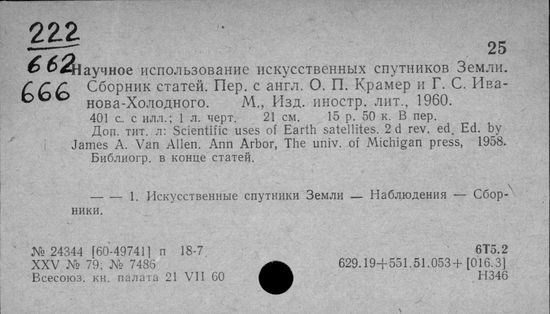 222
662
666
25
Научное использование искусственных спутников Земли.
Сборник статей. Пер. с англ. О. П. Крамер и Г. С. Ива-
нова-Холодного. М., Изд. иностр. лит., 1960.
401 с. с илл.; 1 л. черт. 21 см. 15 р. 50 к. В пер.
Доп. тит. л: Scientific uses of Earth satellites. 2 d rev. ed. Ed. by
James A. Van Allen. Ann Arbor, The univ. of Michigan press, 1958.
Библиогр. в конце статей.
— — 1. Искусственные спутники Земли — Наблюдения — Сбор-
ники.
№ 24344 [60-49741] п 18-7
XXV № 79; № 7486
Всесоюз. кн. палата 21 VII 60
6Т5.2
629.19+551.51.053+[016.3]
Н346